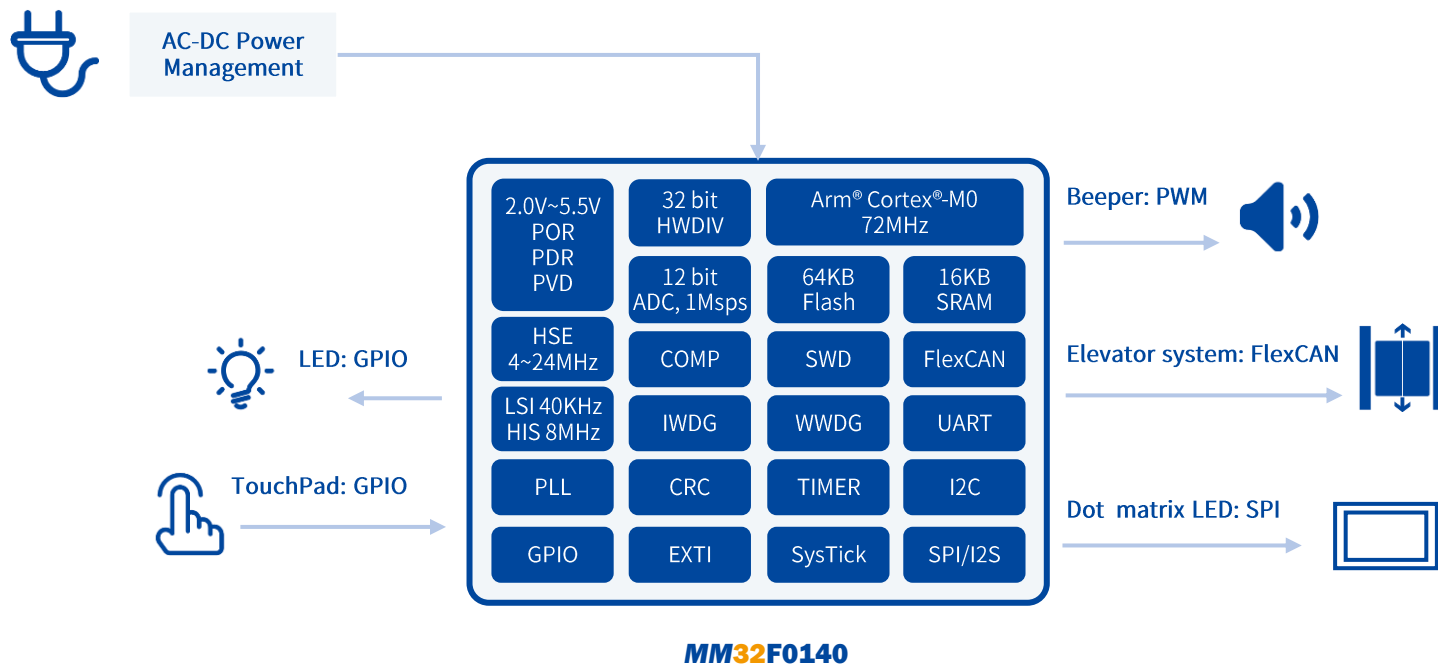 AC-DC Power
Management
2.0V~5.5V
POR
PDR
PVD
32 bit
HWDIV
Arm® Cortex®-M0
72MHz
12 bit
ADC, 1Msps
64KB
Flash
16KB
SRAM
HSE
4~24MHz
COMP
SWD
FlexCAN
LSI 40KHz
HIS 8MHz
IWDG
WWDG
UART
PLL
CRC
TIMER
I2C
GPIO
EXTI
SysTick
SPI/I2S
LED: GPIO
TouchPad: GPIO
Beeper: PWM
Elevator system: FlexCAN
Dot matrix LED: SPI
MM32F0140